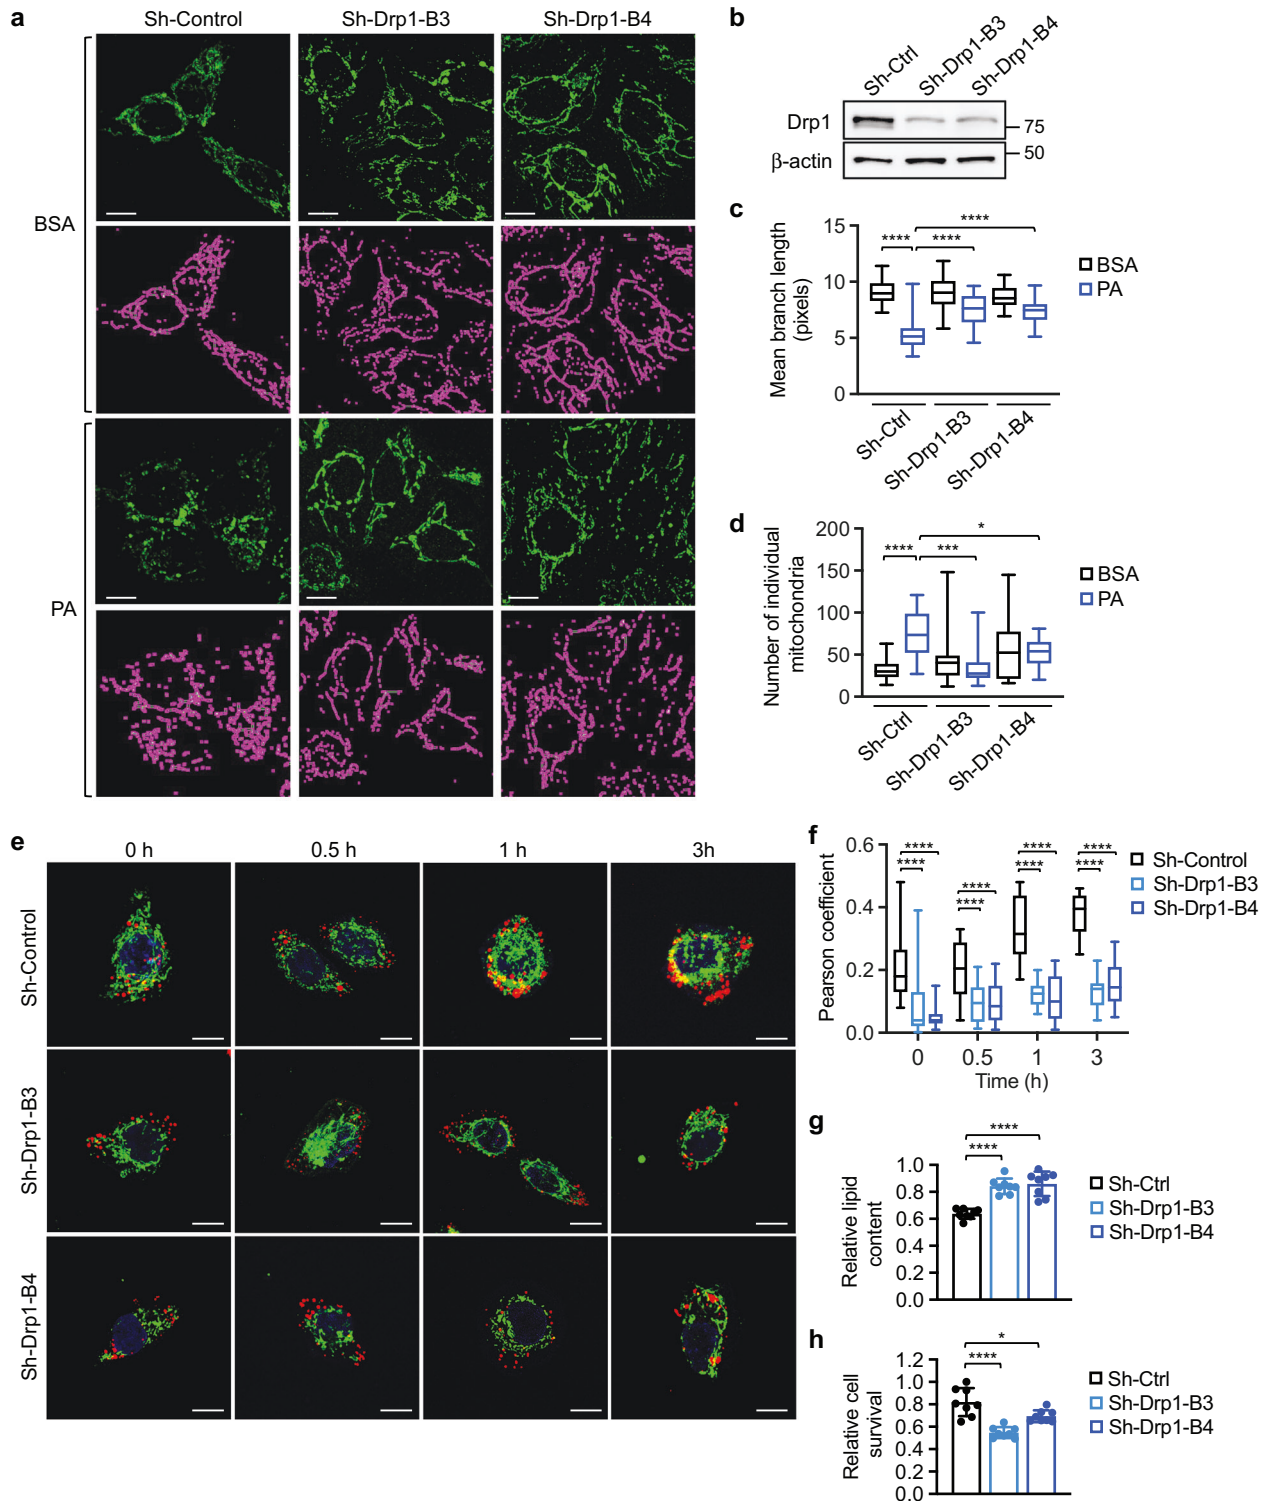 a
Sh-Control
Sh-Drp1-B3
Sh-Drp1-B4
BSA
PA
b
Sh-Ctrl
Sh-Drp1-B3
Sh-Drp1-B4
Drp1
75
β-actin
50
c
Mean branch length
(pixels)
15
10
5
0
****
****
****
BSA
PA
Sh-Ctrl
Sh-Drp1-B3
Sh-Drp1-B4
d
Number of individual
mitochondria
200
150
100
50
0
****
***
*
BSA
PA
Sh-Ctrl
Sh-Drp1-B3
Sh-Drp1-B4
e
0 h
0.5 h
1 h
3h
Sh-Control
Sh-Drp1-B3
Sh-Drp1-B4
f
Pearson coefficient
0.6
0.4
0.2
0.0
****
****
****
****
****
****
****
****
0
0.5
1
3
Time (h)
Sh-Control
Sh-Drp1-B3
Sh-Drp1-B4
g
Relative lipid
content
1.0
0.8
0.6
0.4
0.2
0.0
****
****
Sh-Ctrl
Sh-Drp1-B3
Sh-Drp1-B4
h
Relative cell
survival
1.2
1.0
0.8
0.6
0.4
0.2
0.0
*
****
Sh-Ctrl
Sh-Drp1-B3
Sh-Drp1-B4